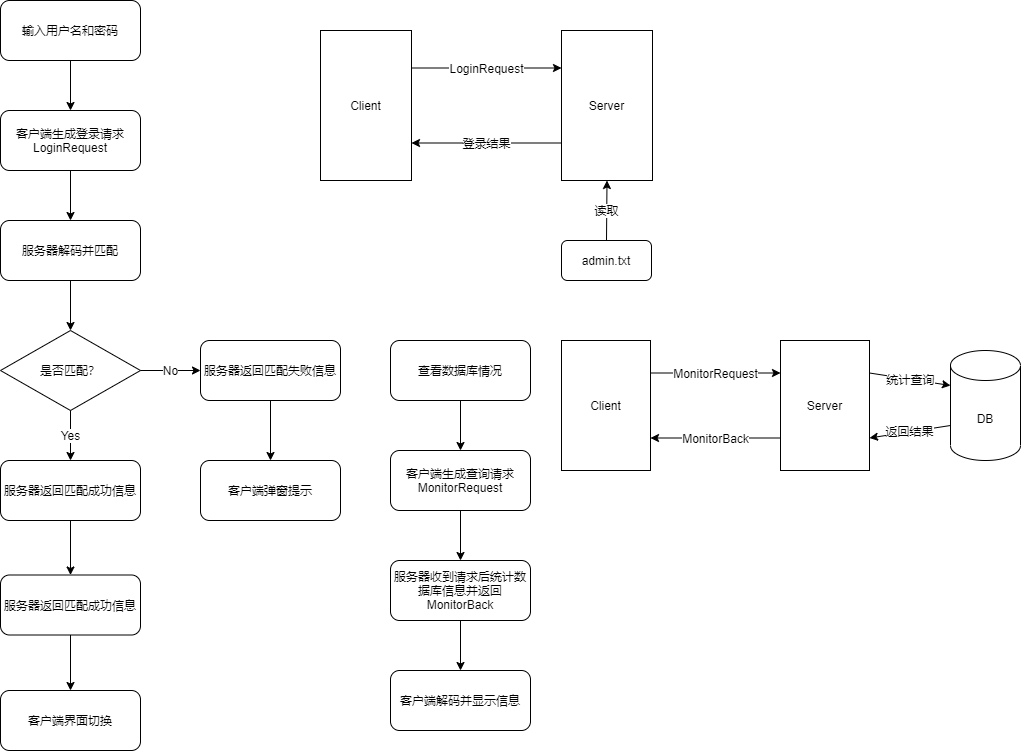 输入用户名和密码
客户端生成登录请求
LoginRequest
服务器解码并匹配
是否匹配?
No
服务器返回匹配失败信息
客户端弹窗提示
Yes
服务器返回匹配成功信息
服务器返回匹配成功信息
客户端界面切换
Client
LoginRequest
Server
登录结果
读取
admin.txt
查看数据库情况
客户端生成查询请求
MonitorRequest
服务器收到请求后统计数
据库信息并返回
MonitorBack
客户端解码并显示信息
Client
MonitorRequest
MonitorBack
Server
统计查询
返回结果
DB